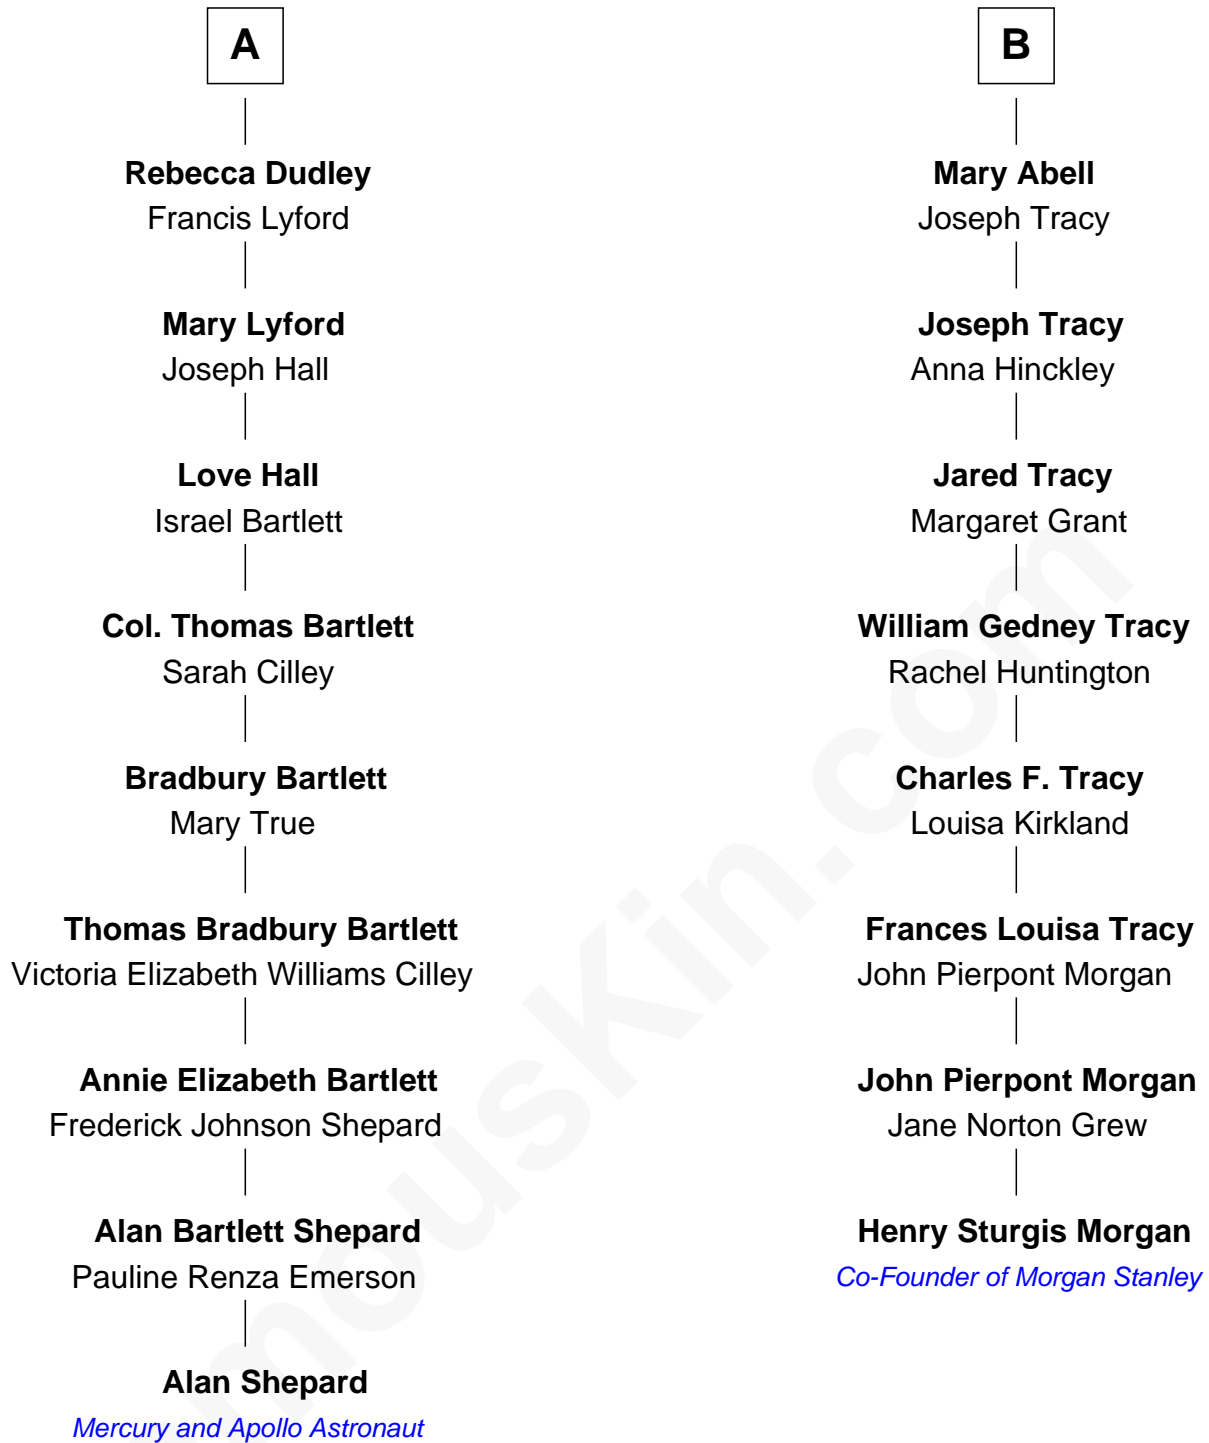 A
Rebecca Dudley
Francis Lyford
Mary Lyford
Joseph Hall
Love Hall
Israel Bartlett
Col. Thomas Bartlett
Sarah Cilley
Bradbury Bartlett
Mary True
Thomas Bradbury Bartlett
Victoria Elizabeth Williams Cilley
Annie Elizabeth Bartlett
Frederick Johnson Shepard
Alan Bartlett Shepard
Pauline Renza Emerson
Alan Shepard
Mercury and Apollo Astronaut
B
Mary Abell
Joseph Tracy
Joseph Tracy
Anna Hinckley
Jared Tracy
Margaret Grant
William Gedney Tracy
Rachel Huntington
Charles F. Tracy
Louisa Kirkland
Frances Louisa Tracy
John Pierpont Morgan
John Pierpont Morgan
Jane Norton Grew
Henry Sturgis Morgan
Co-Founder of Morgan Stanley
mousKin.com